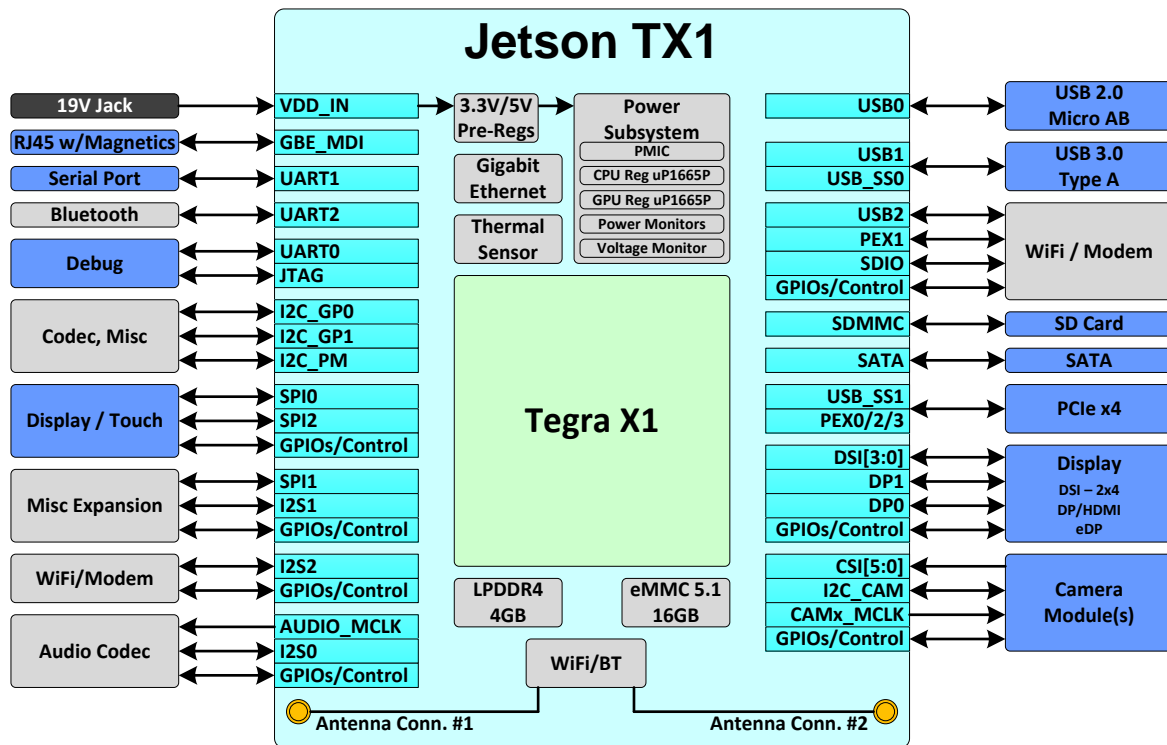 Jetson TX1
19V Jack
RJ45 w/Magnetics
Serial Port
Bluetooth
Debug
Codec, Misc
Display / Touch
Misc Expansion
WiFi/Modem
Audio Codec
VDD_IN
GBE_MDI
UART1
UART2
UART0
JTAG
I2C_GP0
I2C_GP1
I2C_PM
SPI0
SPI2
GPIOs/Control
SPI1
I2S1
GPIOs/Control
I2S2
GPIOs/Control
AUDIO_MCLK
I2S0
GPIOs/Control
3.3V/5V
Pre-Regs
Gigabit
Ethernet
Thermal
Sensor
Power
Subsystem
PMIC
CPU Reg uP1665P
GPU Reg uP1665P
Power Monitors
Voltage Monitor
Tegra X1
LPDDR4
4GB
eMMC 5.1
16GB
WiFi/BT
Antenna Conn. #1
Antenna Conn. #2
USB0
USB1
USB_SS0
USB2
PEX1
SDIO
GPIOs/Control
SDMMC
SATA
USB_SS1
PEX0/2/3
DSI[3:0]
DP1
DP0
GPIOs/Control
CSI[5:0]
I2C_CAM
CAMx_MCLK
GPIOs/Control
USB 2.0
Micro AB
USB 3.0
Type A
WiFi / Modem
SD Card
SATA
PCIe x4
Display
DSI – 2x4
DP/HDMI
eDP
Camera
Module(s)